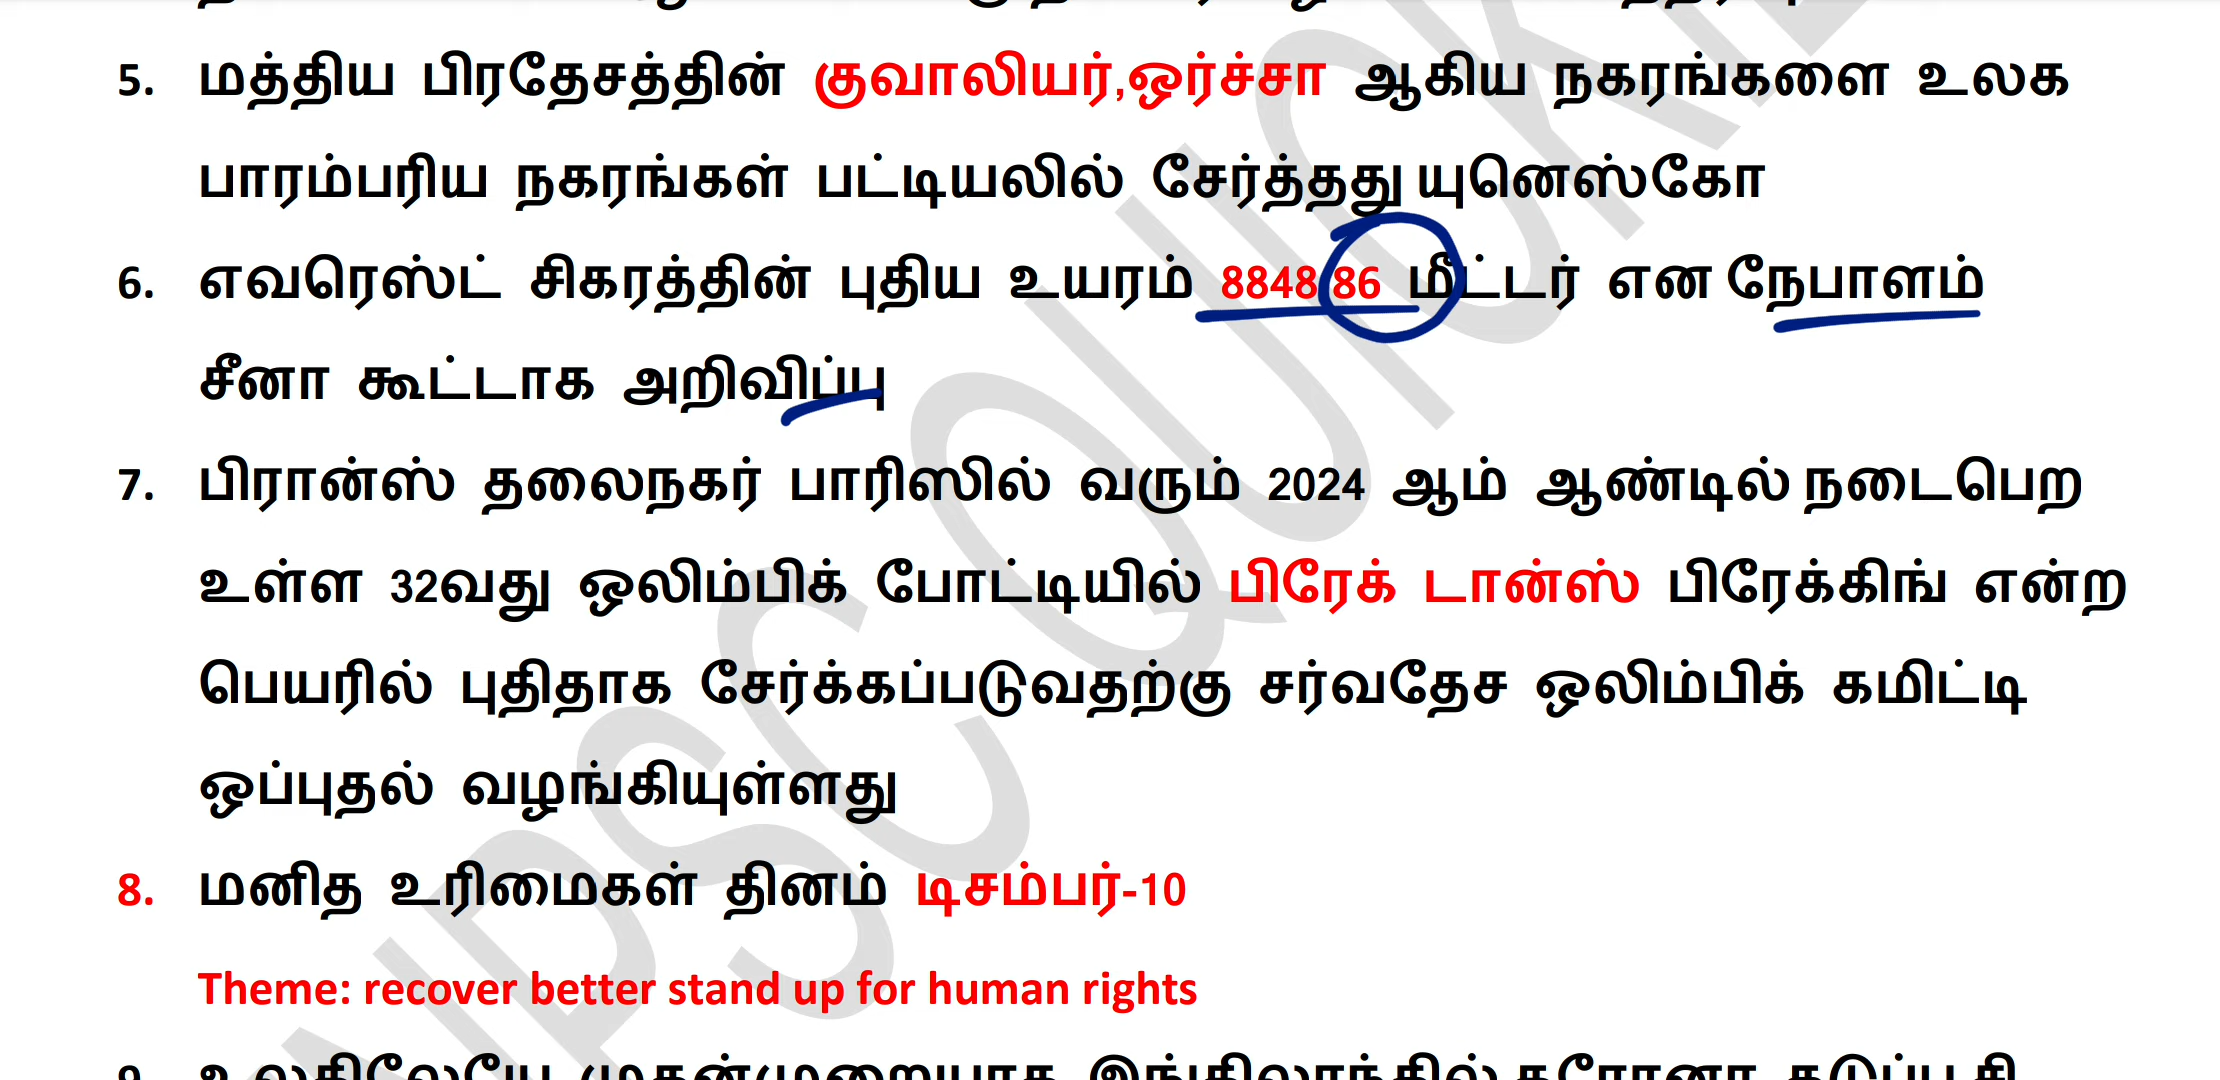 5. மத்திய பிரதேசத்தின் குவாலியர்,ஒர்ச்சா ஆகிய நகரங்களை உலக
பாரம்பரிய நகரங்கள் பட்டியலில் சேர்த்தது யுனெஸ்கோ
6. எவரெஸ்ட் சிகரத்தின் புதிய உயரம் 8848.86 மீட்டர் என நேபாளம்
சீனா கூட்டாக அறிவிப்பு
7. பிரான்ஸ் தலைநகர் பாரிஸில் வரும் 2024 ஆம் ஆண்டில் நடைபெற
உள்ள 32வது ஒலிம்பிக் போட்டியில் பிரேக் டான்ஸ் பிரேக்கிங் என்ற
பெயரில் புதிதாக சேர்க்கப்படுவதற்கு சர்வதேச ஒலிம்பிக் கமிட்டி
ஒப்புதல் வழங்கியுள்ளது
8. மனித உரிமைகள் தினம் டிசம்பர்-10
Theme: recover better stand up for human rights